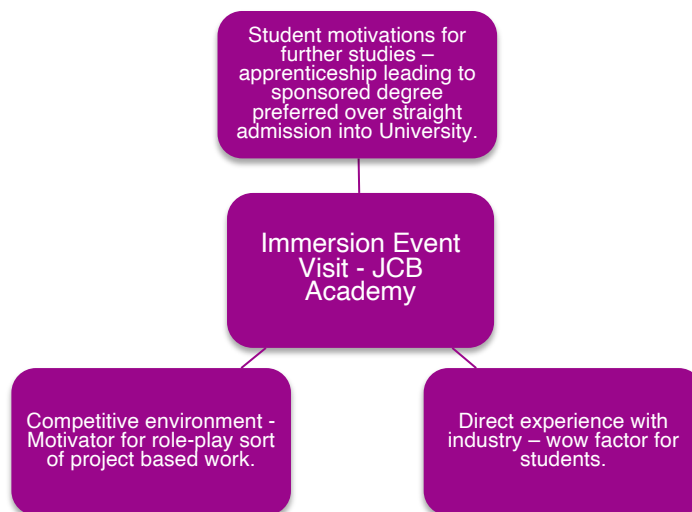 Student motivations for
further studies –
apprenticeship leading to
sponsored degree
preferred over straight
admission into University.
Immersion Event
Visit - JCB
Academy
Competitive environment -
Motivator for role-play sort
of project based work.
Direct experience with
industry – wow factor for
students.